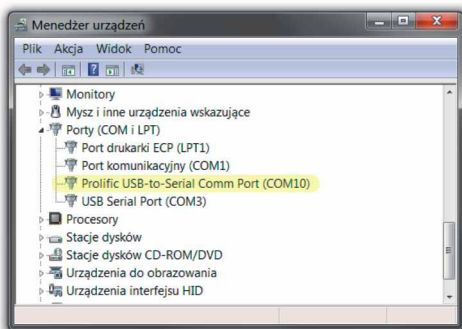 Menedżer urządzeń
Plik Akcja Widok Pomoc
Monitory
Mysz i inne urządzenia wskazujące
Porty (COM i LPT)
Port drukarki ECP (LPT1)
Port komunikacyjny (COM1)
Prolific USB-to-Serial Comm Port (COM10)
USB Serial Port (COM3)
Procesory
Stacje dysków
Stacje dysków CD-ROM/DVD
Urządzenia do obrazowania
Urządzenia interfejsu HID